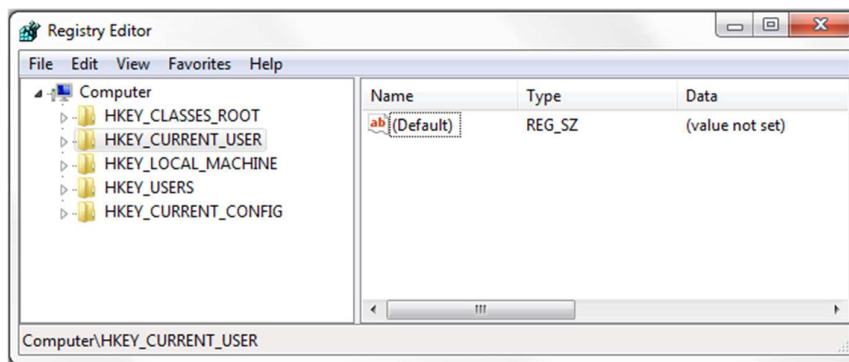 Registry Editor
File Edit View Favorites Help
Computer
HKEY_CLASSES_ROOT
HKEY_CURRENT_USER
HKEY_LOCAL_MACHINE
HKEY_USERS
HKEY_CURRENT_CONFIG
Name Type Data
ab (Default) REG_SZ (value not set)
Computer\HKEY_CURRENT_USER